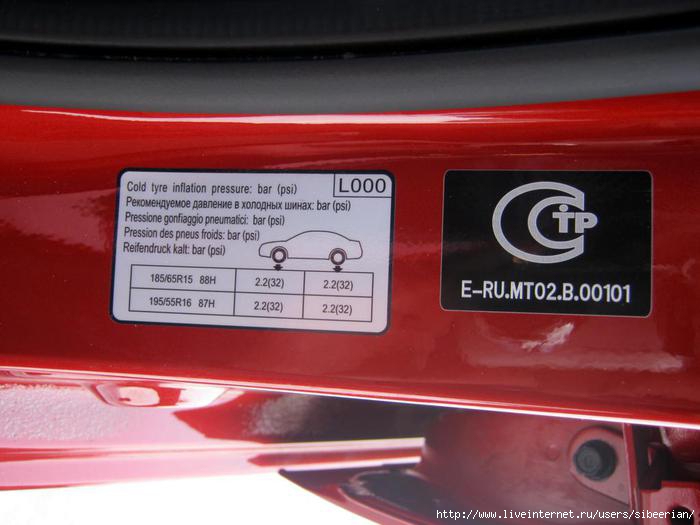 Cold tyre inflation pressure: bar (psi)
L000
Рекомендуемое давление в холодных шинах: bar (psi)
Pressione gonfiaggio pneumatici: bar (psi)
Pression des pneus froids: bar (psi)
Reifendruck kalt: bar (psi)
185/65R15 88H 2.2(32) 2.2(32)
195/55R16 87H 2.2(32) 2.2(32)
СТР
E-RU.MT02.B.00101
http://www.liveinternet.ru/users/sibeerian/